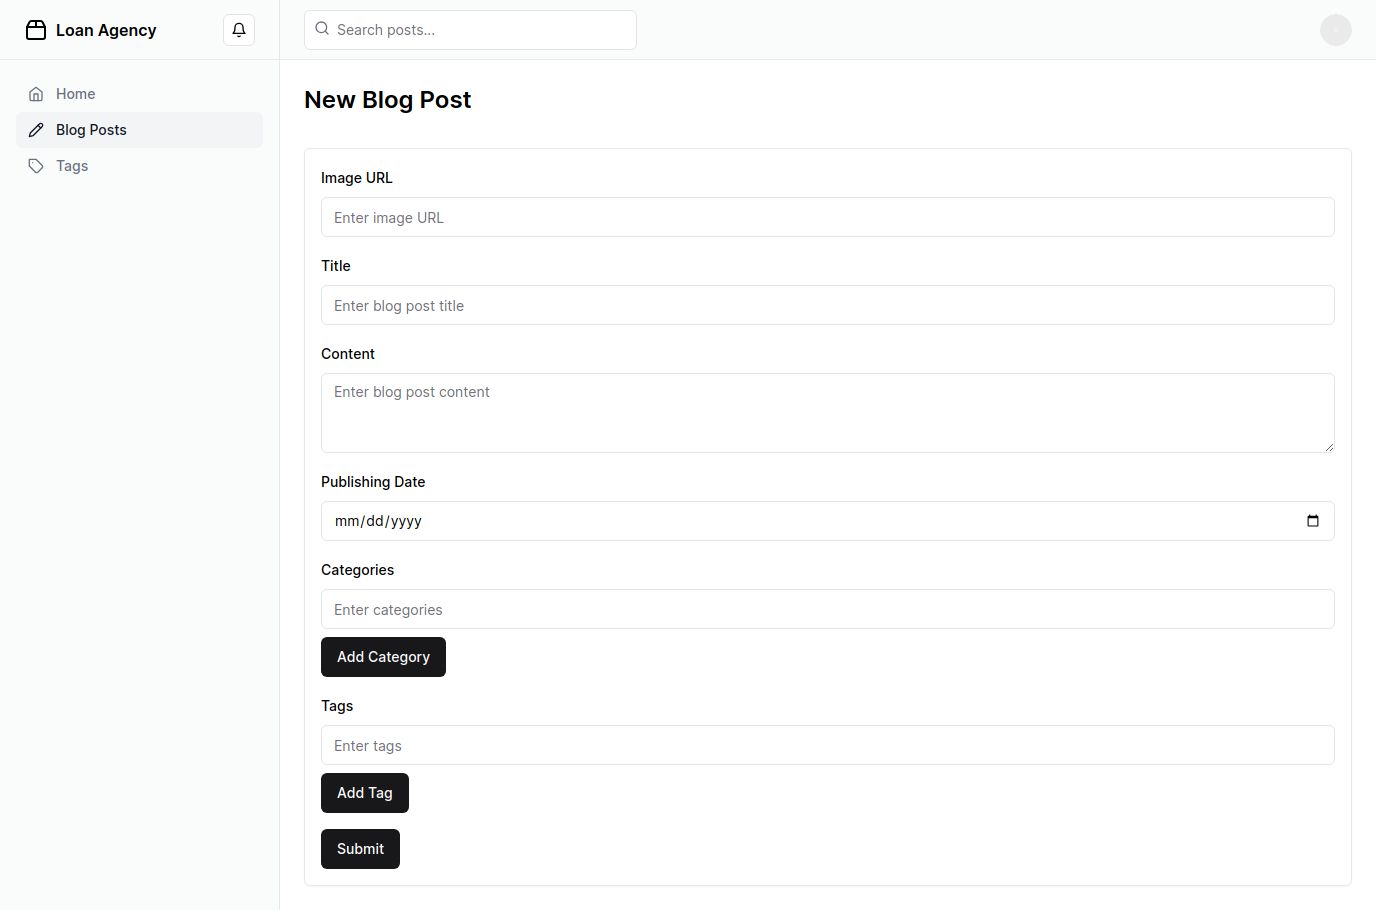 Loan Agency
Search posts...
Home
Blog Posts
Tags
New Blog Post
Image URL
Enter image URL
Title
Enter blog post title
Content
Enter blog post content
Publishing Date
mm/dd/yyyy
Categories
Enter categories
Add Category
Tags
Enter tags
Add Tag
Submit